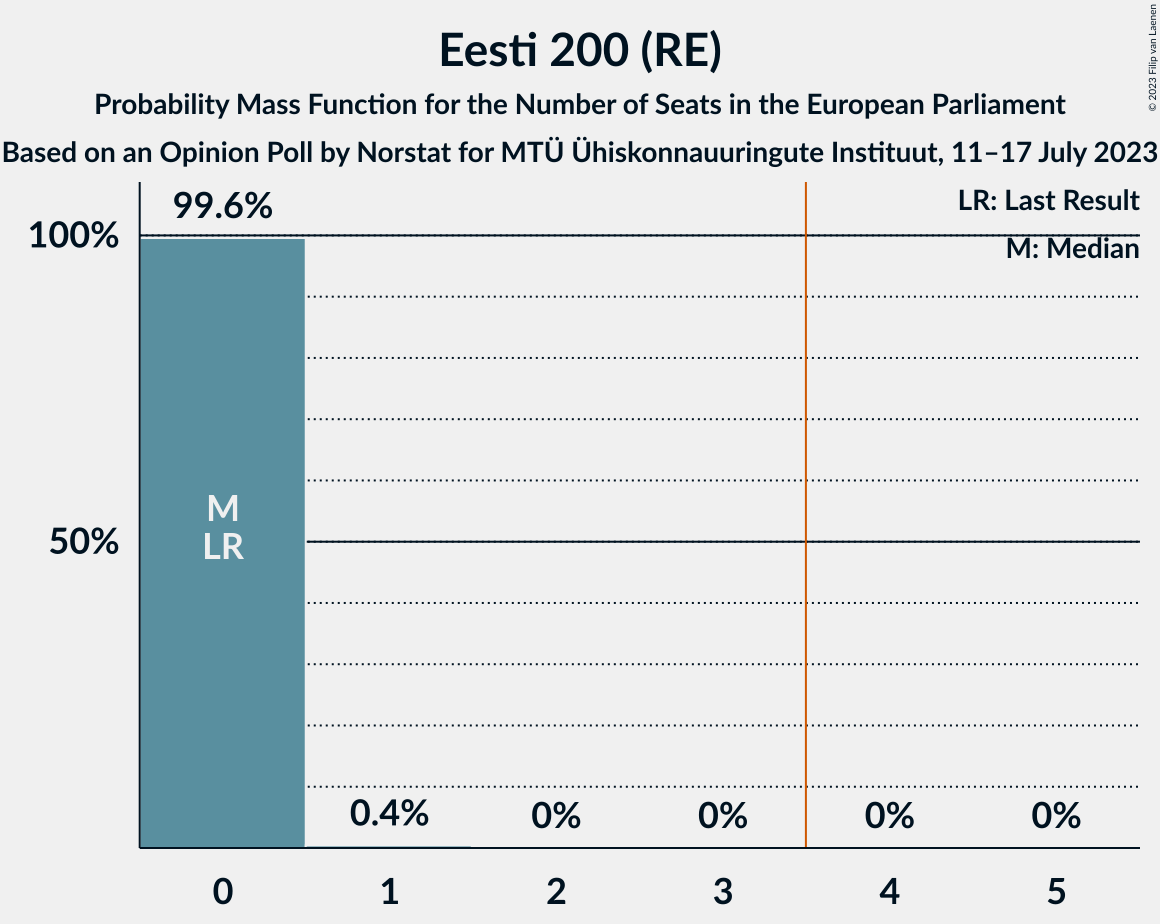 Eesti 200 (RE)
Probability Mass Function for the Number of Seats in the European Parliament
Based on an Opinion Poll by Norstat for MTÜ Ühiskonnauuringute Instituut, 11–17 July 2023
© 2023 Filip van Laenen
99.6%
LR: Last Result
100%
M: Median
M
LR
50%
0.4%
0%
0%
0%
0%
0
1
2
3
4
5